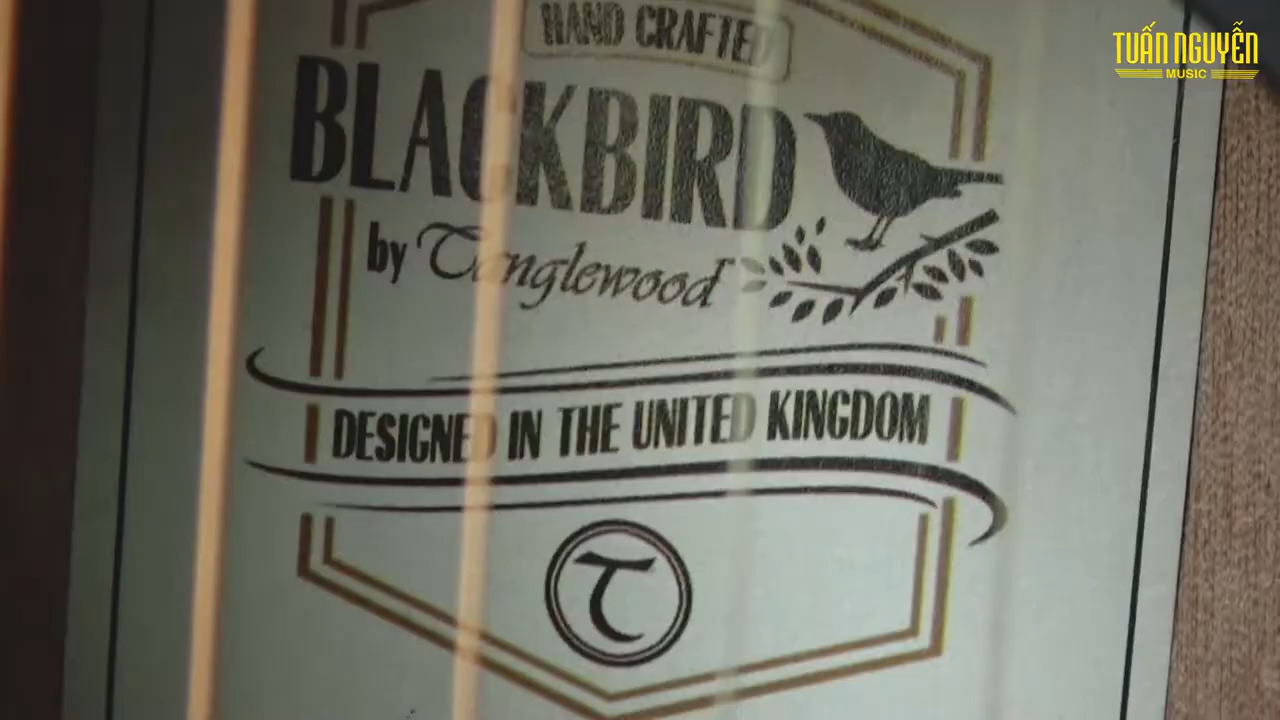 HAND CRAFTED
BLACKBIRD
by Tanglewood
DESIGNED IN THE UNITED KINGDOM
T
TUẤN NGUYỄN
MUSIC